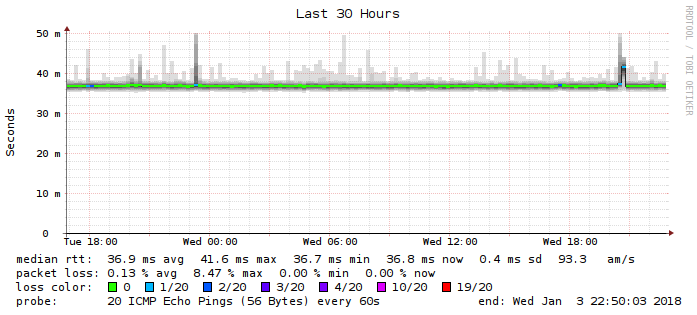 Last 30 Hours
RRDTOOL / TOBI OETIKER
Seconds
50 m
40 m
30 m
20 m
10 m
0
Tue 18:00 Wed 00:00 Wed 06:00 Wed 12:00 Wed 18:00
median rtt: 36.9 ms avg 41.6 ms max 36.7 ms min 36.8 ms now 0.4 ms sd 93.3 am/s
packet loss: 0.13 % avg 8.47 % max 0.00 % min 0.00 % now
loss color: 0 1/20 2/20 3/20 4/20 10/20 19/20
probe: 20 ICMP Echo Pings (56 Bytes) every 60s end: Wed Jan 3 22:50:03 2018